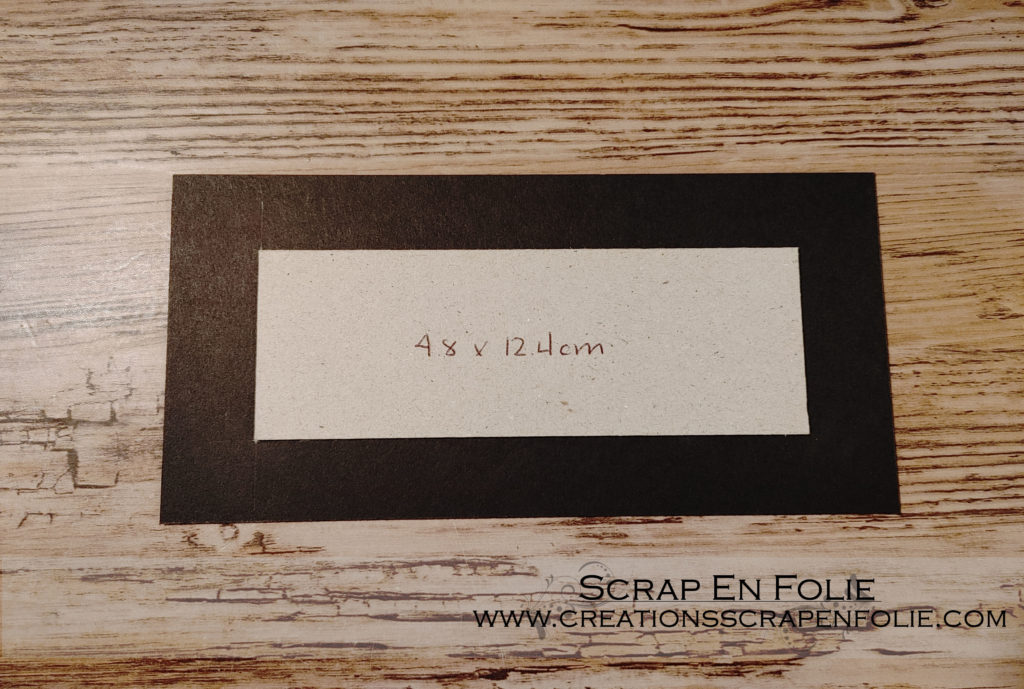 4.8 x 12.4cm
Scrap En Folie
www.creationsscrapenfolie.com